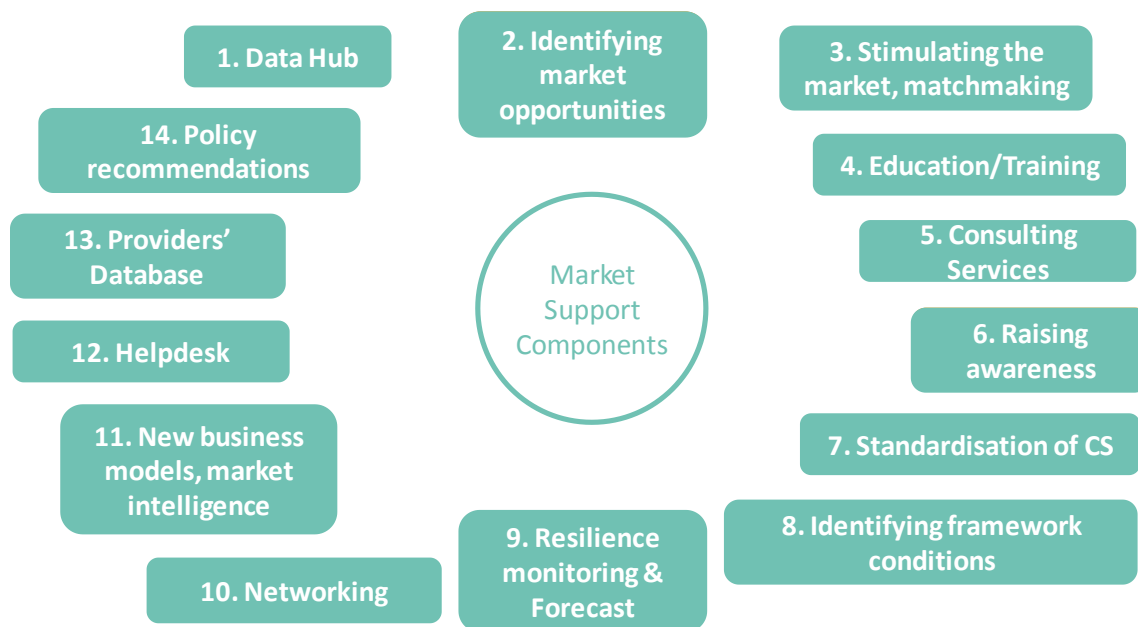 1. Data Hub
2. Identifying
market
opportunities
3. Stimulating the
market, matchmaking
4. Education/Training
5. Consulting
Services
6. Raising
awareness
7. Standardisation of CS
8. Identifying framework
conditions
9. Resilience
monitoring &
Forecast
10. Networking
11. New business
models, market
intelligence
12. Helpdesk
13. Providers’
Database
14. Policy
recommendations
Market
Support
Components